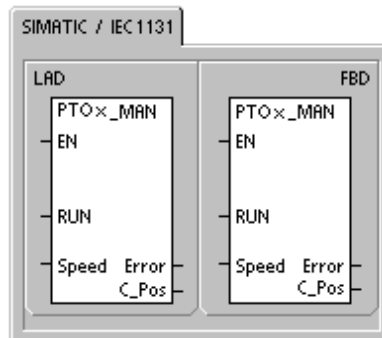 SIMATIC / IEC 1131
LAD
FBD
PTOx_MAN
EN
RUN
Speed Error
C_Pos
PTOx_MAN
EN
RUN
Speed Error
C_Pos